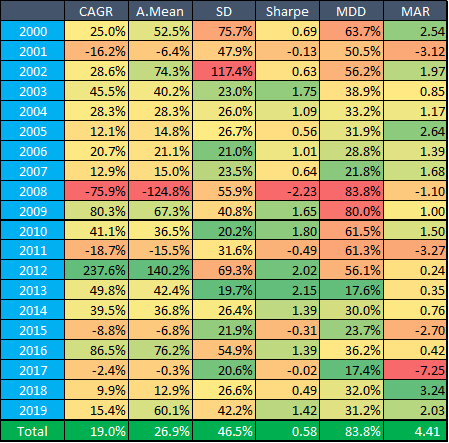 CAGR A.Mean SD Sharpe MDD MAR
2000 25.0% 52.5% 75.7% 0.69 63.7% 2.54
2001 -16.2% -6.4% 47.9% -0.13 50.5% -3.12
2002 28.6% 74.3% 117.4% 0.63 56.2% 1.97
2003 45.5% 40.2% 23.0% 1.75 38.9% 0.85
2004 28.3% 28.3% 26.0% 1.09 33.2% 1.17
2005 12.1% 14.8% 26.7% 0.56 31.9% 2.64
2006 20.7% 21.1% 21.0% 1.01 28.8% 1.39
2007 12.9% 15.0% 23.5% 0.64 21.8% 1.68
2008 -75.9% -124.8% 55.9% -2.23 83.8% -1.10
2009 80.3% 67.3% 40.8% 1.65 80.0% 1.00
2010 41.1% 36.5% 20.2% 1.80 61.5% 1.50
2011 -18.7% -15.5% 31.6% -0.49 61.3% -3.27
2012 237.6% 140.2% 69.3% 2.02 56.1% 0.24
2013 49.8% 42.4% 19.7% 2.15 17.6% 0.35
2014 39.5% 36.8% 26.4% 1.39 30.0% 0.76
2015 -8.8% -6.8% 21.9% -0.31 23.7% -2.70
2016 86.5% 76.2% 54.9% 1.39 36.2% 0.42
2017 -2.4% -0.3% 20.6% -0.02 17.4% -7.25
2018 9.9% 12.9% 26.6% 0.49 32.0% 3.24
2019 15.4% 60.1% 42.2% 1.42 31.2% 2.03
Total 19.0% 26.9% 46.5% 0.58 83.8% 4.41